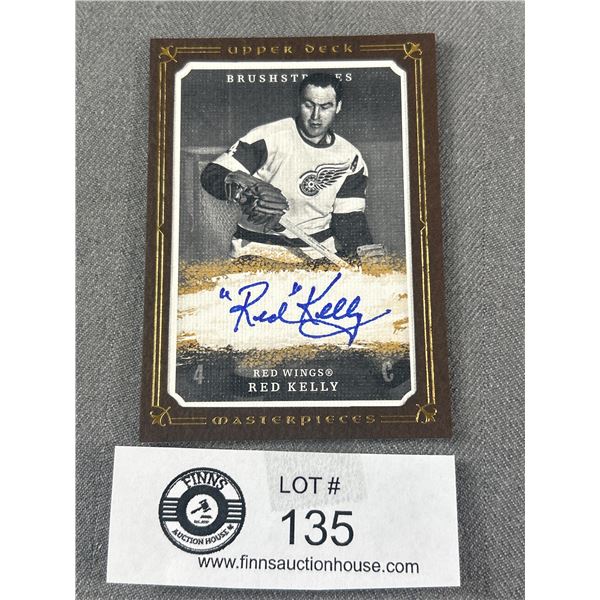 UPPER DECK
BRUSHSTROKES
"Red" Kelly
RED WINGS®
4 C
RED KELLY
MASTERPIECES
FINNS
AUCTION HOUSE
LOT #
135
www.finnsauctionhouse.com